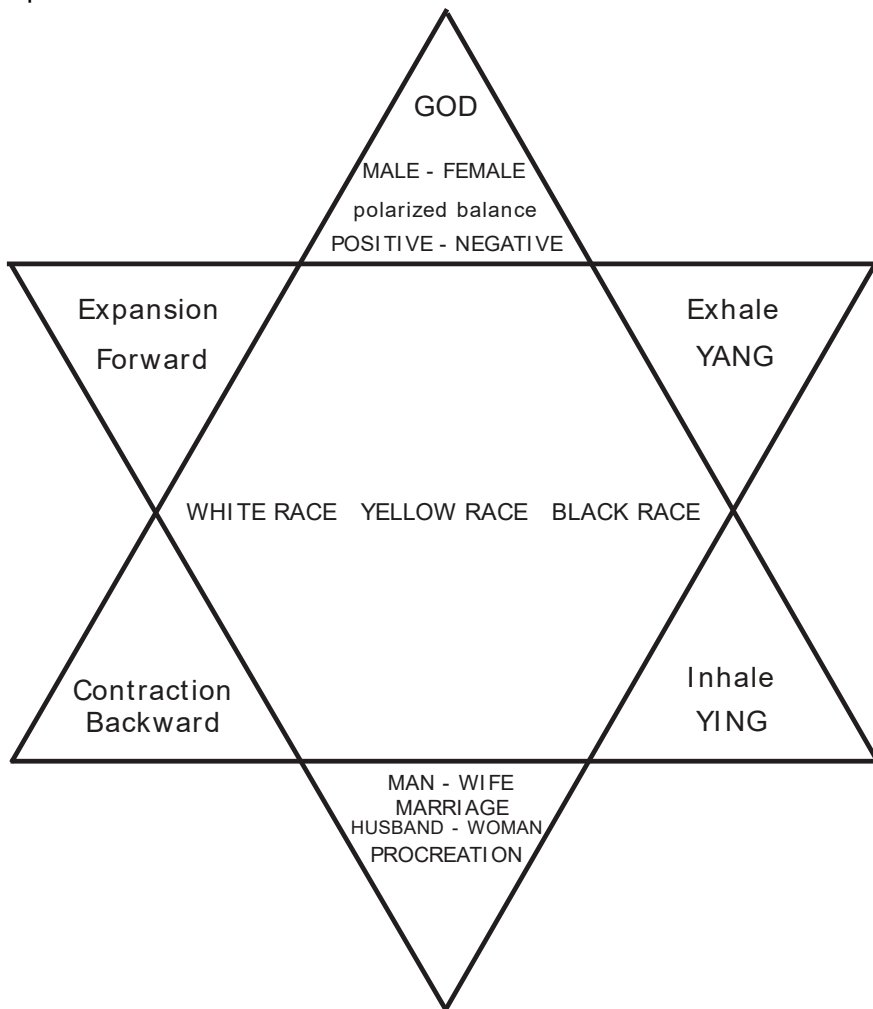 GOD
MALE - FEMALE
polarized balance
POSITIVE - NEGATIVE
Expansion
Forward
Exhale
YANG
WHITE RACE YELLOW RACE BLACK RACE
Contraction
Backward
Inhale
YING
MAN - WIFE
MARRIAGE
HUSBAND - WOMAN
PROCREATION